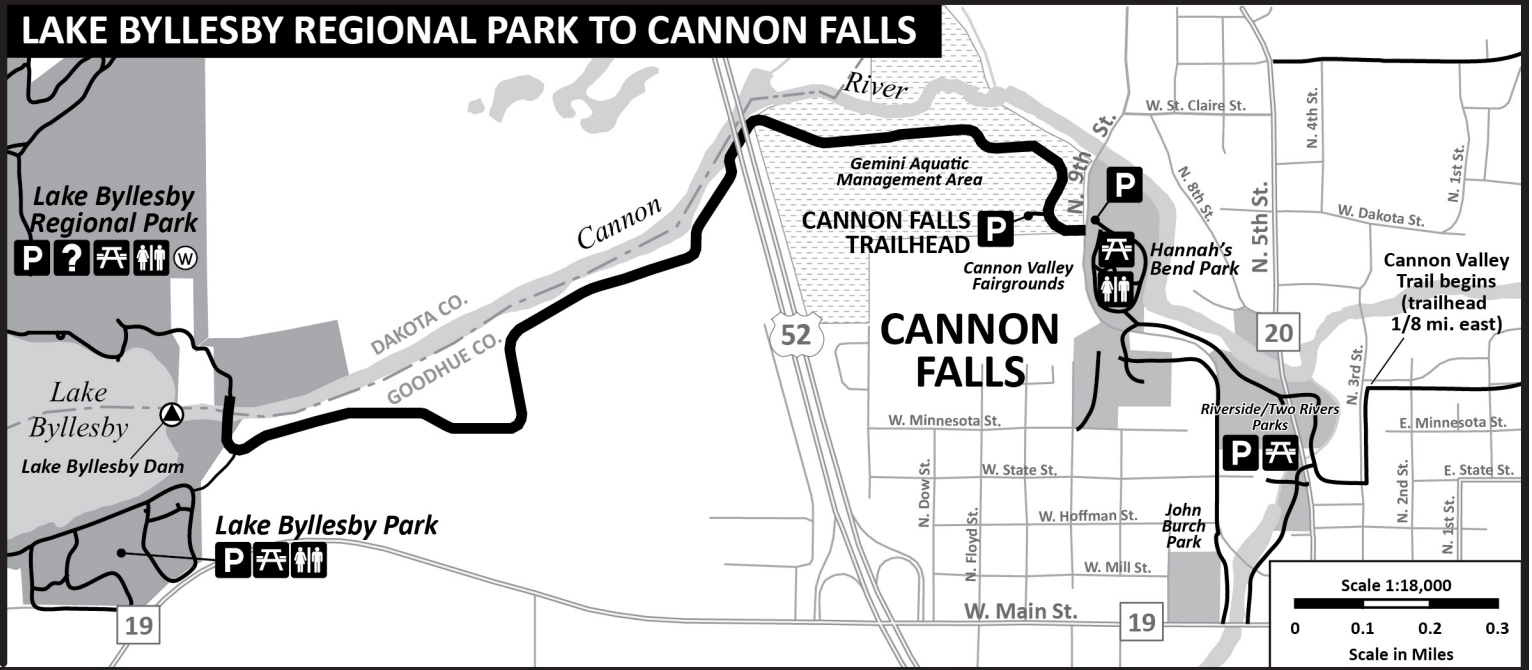 LAKE BYLLESBY REGIONAL PARK TO CANNON FALLS
River
W. St. Claire St.
N. 4th St.
N. 9th St.
N. 8th St.
N. 5th St.
N. 1st St.
W. Dakota St.
Gemini Aquatic
Management Area
P
CANNON FALLS
TRAILHEAD
P
Cannon Valley
Fairgrounds
Hannah's
Bend Park
Cannon Valley
Trail begins
(trailhead
1/8 mi. east)
Lake Byllesby
Regional Park
P ? W
Cannon
DAKOTA CO.
GOODHUE CO.
52
CANNON
FALLS
20
N. 3rd St.
Lake
Byllesby
Lake Byllesby Dam
W. Minnesota St.
Riverside/Two Rivers
Parks
P
E. Minnesota St.
N. Dow St.
W. State St.
E. State St.
N. 2nd St.
N. 1st St.
Lake Byllesby Park
P
N. Floyd St.
W. Hoffman St.
John
Burch
Park
W. Mill St.
W. Main St.
19
19
Scale 1:18,000
0 0.1 0.2 0.3
Scale in Miles